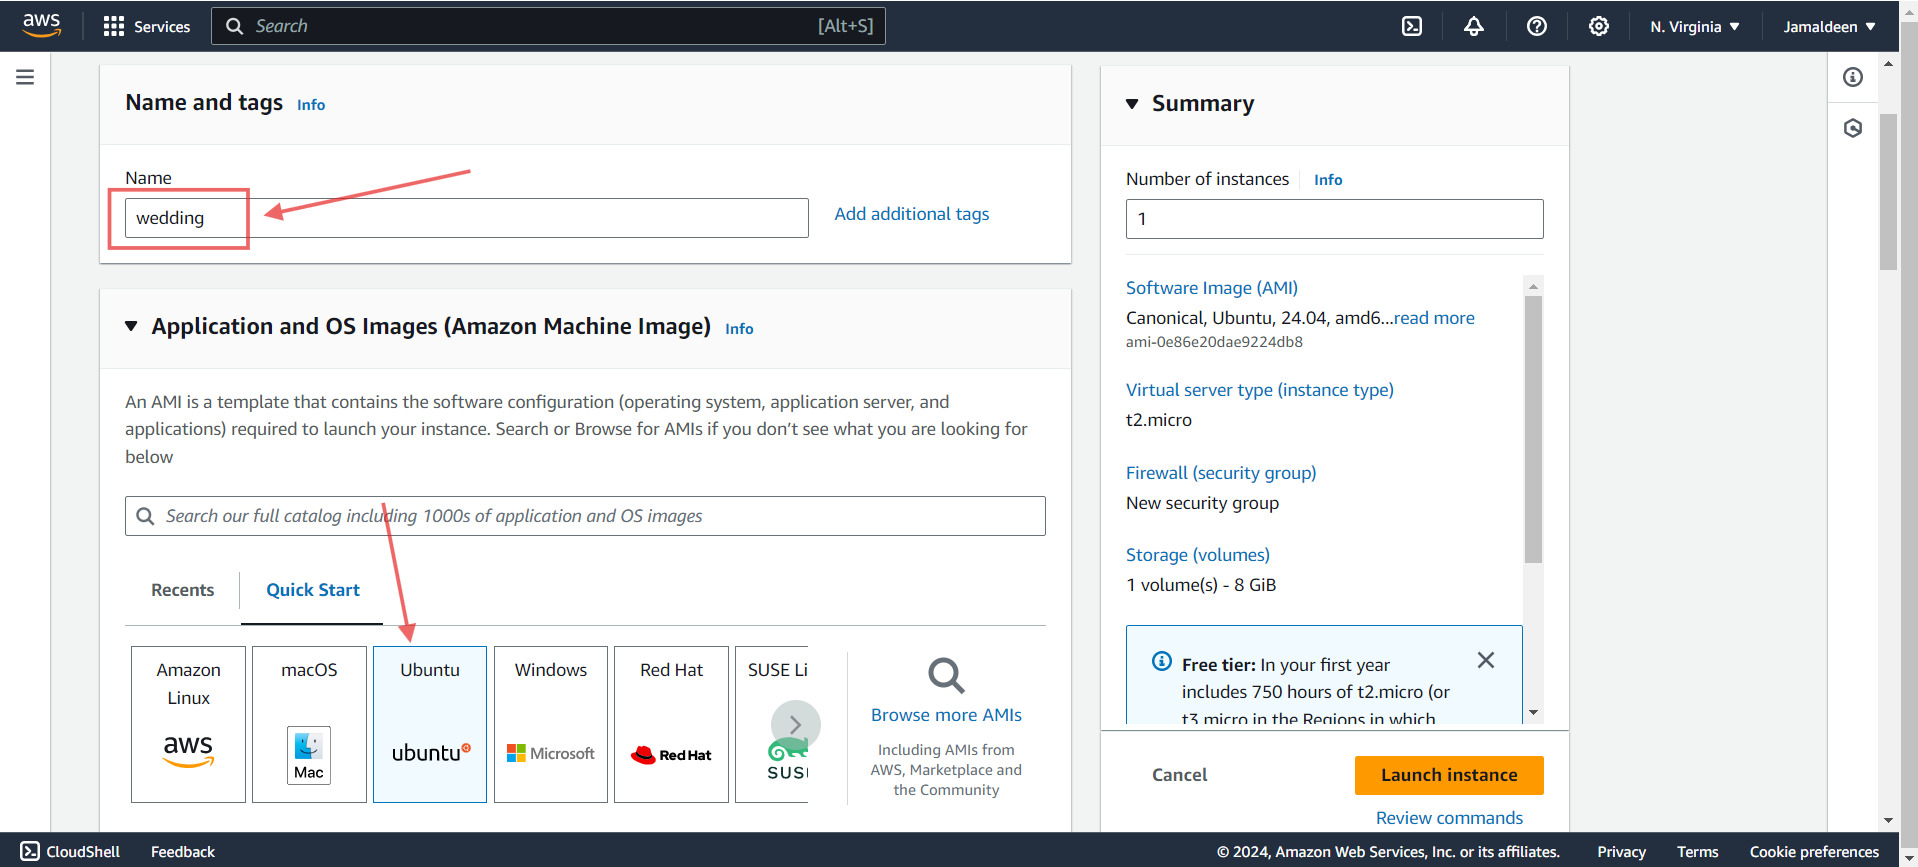 aws
Services
Search
[Alt+S]
N. Virginia
Jamaldeen
Name and tags
Info
Name
wedding
Add additional tags
Application and OS Images (Amazon Machine Image)
Info
An AMI is a template that contains the software configuration (operating system, application server, and
applications) required to launch your instance. Search or Browse for AMIs if you don't see what you are looking for
below
Search our full catalog including 1000s of application and OS images
Recents
Quick Start
Amazon
Linux
aws
macOS
Mac
Ubuntu
ubuntu
Windows
Microsoft
Red Hat
Red Hat
SUSE Li
SUS
Browse more AMIs
Including AMIs from
AWS, Marketplace and
the Community
Summary
Number of instances
Info
1
Software Image (AMI)
Canonical, Ubuntu, 24.04, amd6...read more
ami-0e86e20dae9224db8
Virtual server type (instance type)
t2.micro
Firewall (security group)
New security group
Storage (volumes)
1 volume(s) - 8 GiB
Free tier: In your first year
includes 750 hours of t2.micro (or
t3.micro in the Regions in which
Cancel
Launch instance
Review commands
CloudShell
Feedback
© 2024, Amazon Web Services, Inc. or its affiliates.
Privacy
Terms
Cookie preferences